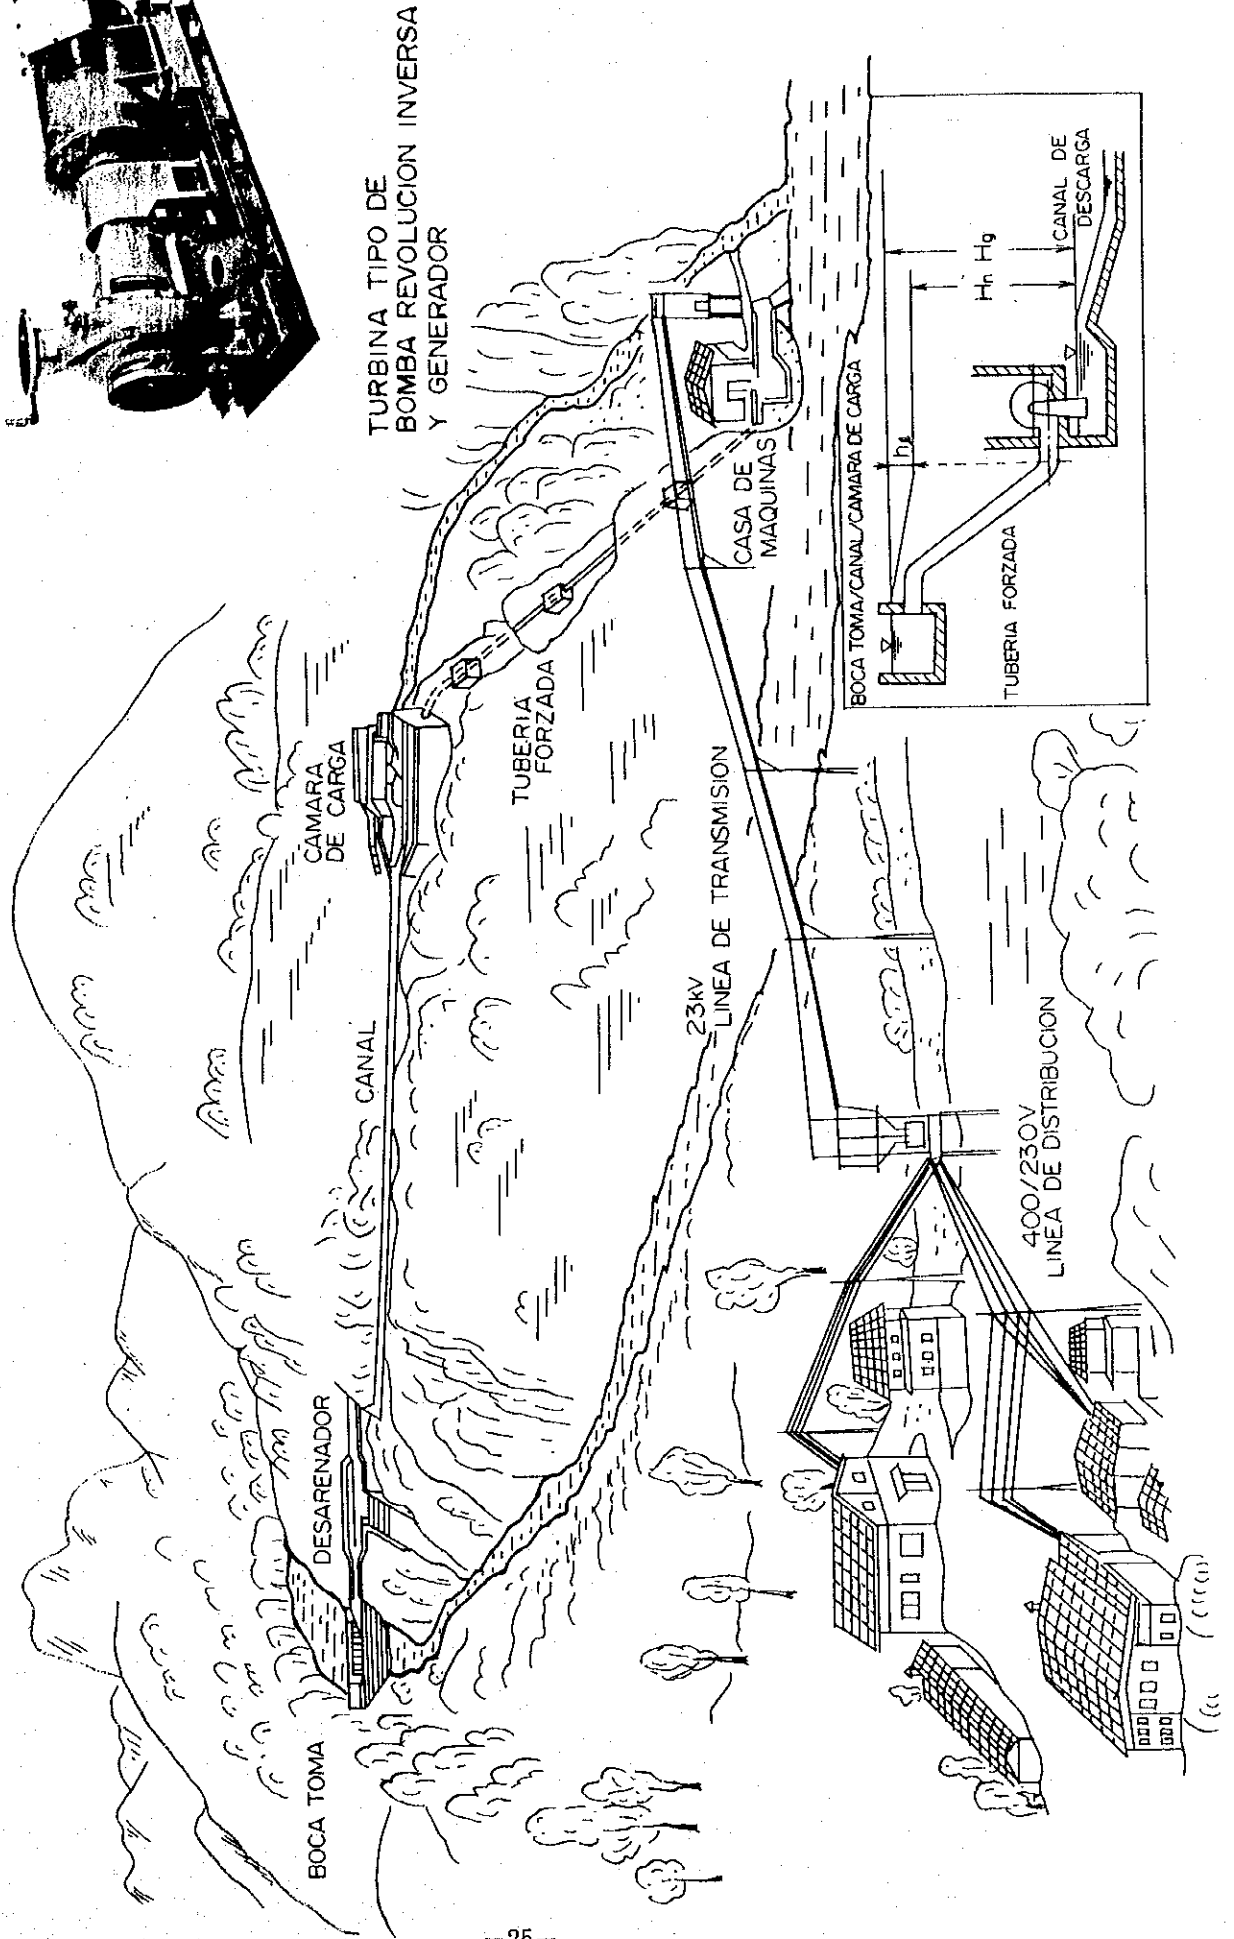 TURBINA TIPO DE
BOMBA REVOLUCION INVERSA
Y GENERADOR
CAMARA
DE CARGA
CANAL
DESARENADOR
BOCA TOMA
TUBERIA
FORZADA
CASA DE
MAQUINAS
23KV
LINEA DE TRANSMISION
400/230V
LINEA DE DISTRIBUCION
BOCA TOMA/CANAL/CAMARA DE CARGA
hℓ
Hn Hg
TUBERIA FORZADA
CANAL DE
DESCARGA
—25—